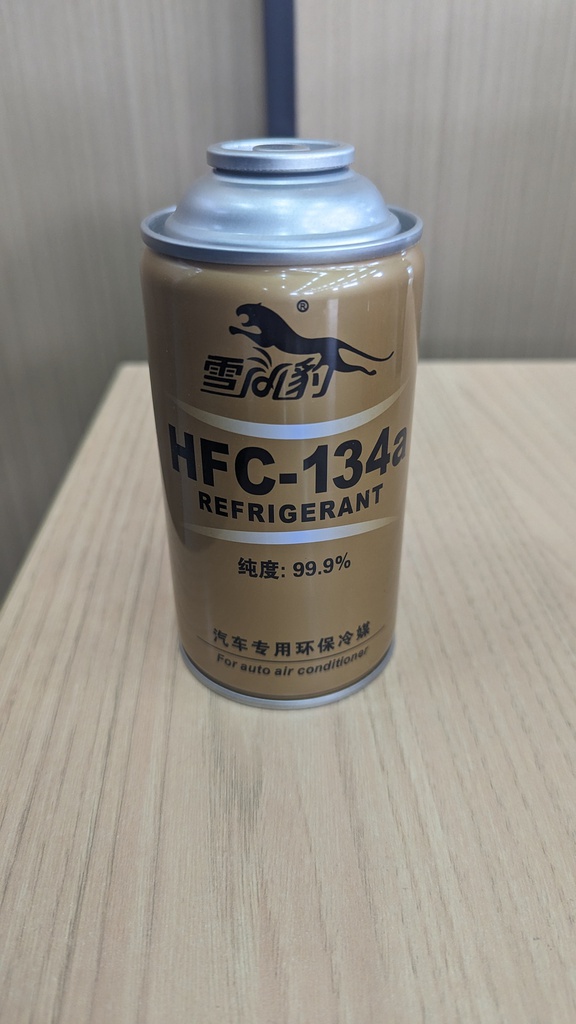 ®
雪豹
HFC-134a
REFRIGERANT
纯度: 99.9%
汽车专用环保冷媒
For auto air conditioner